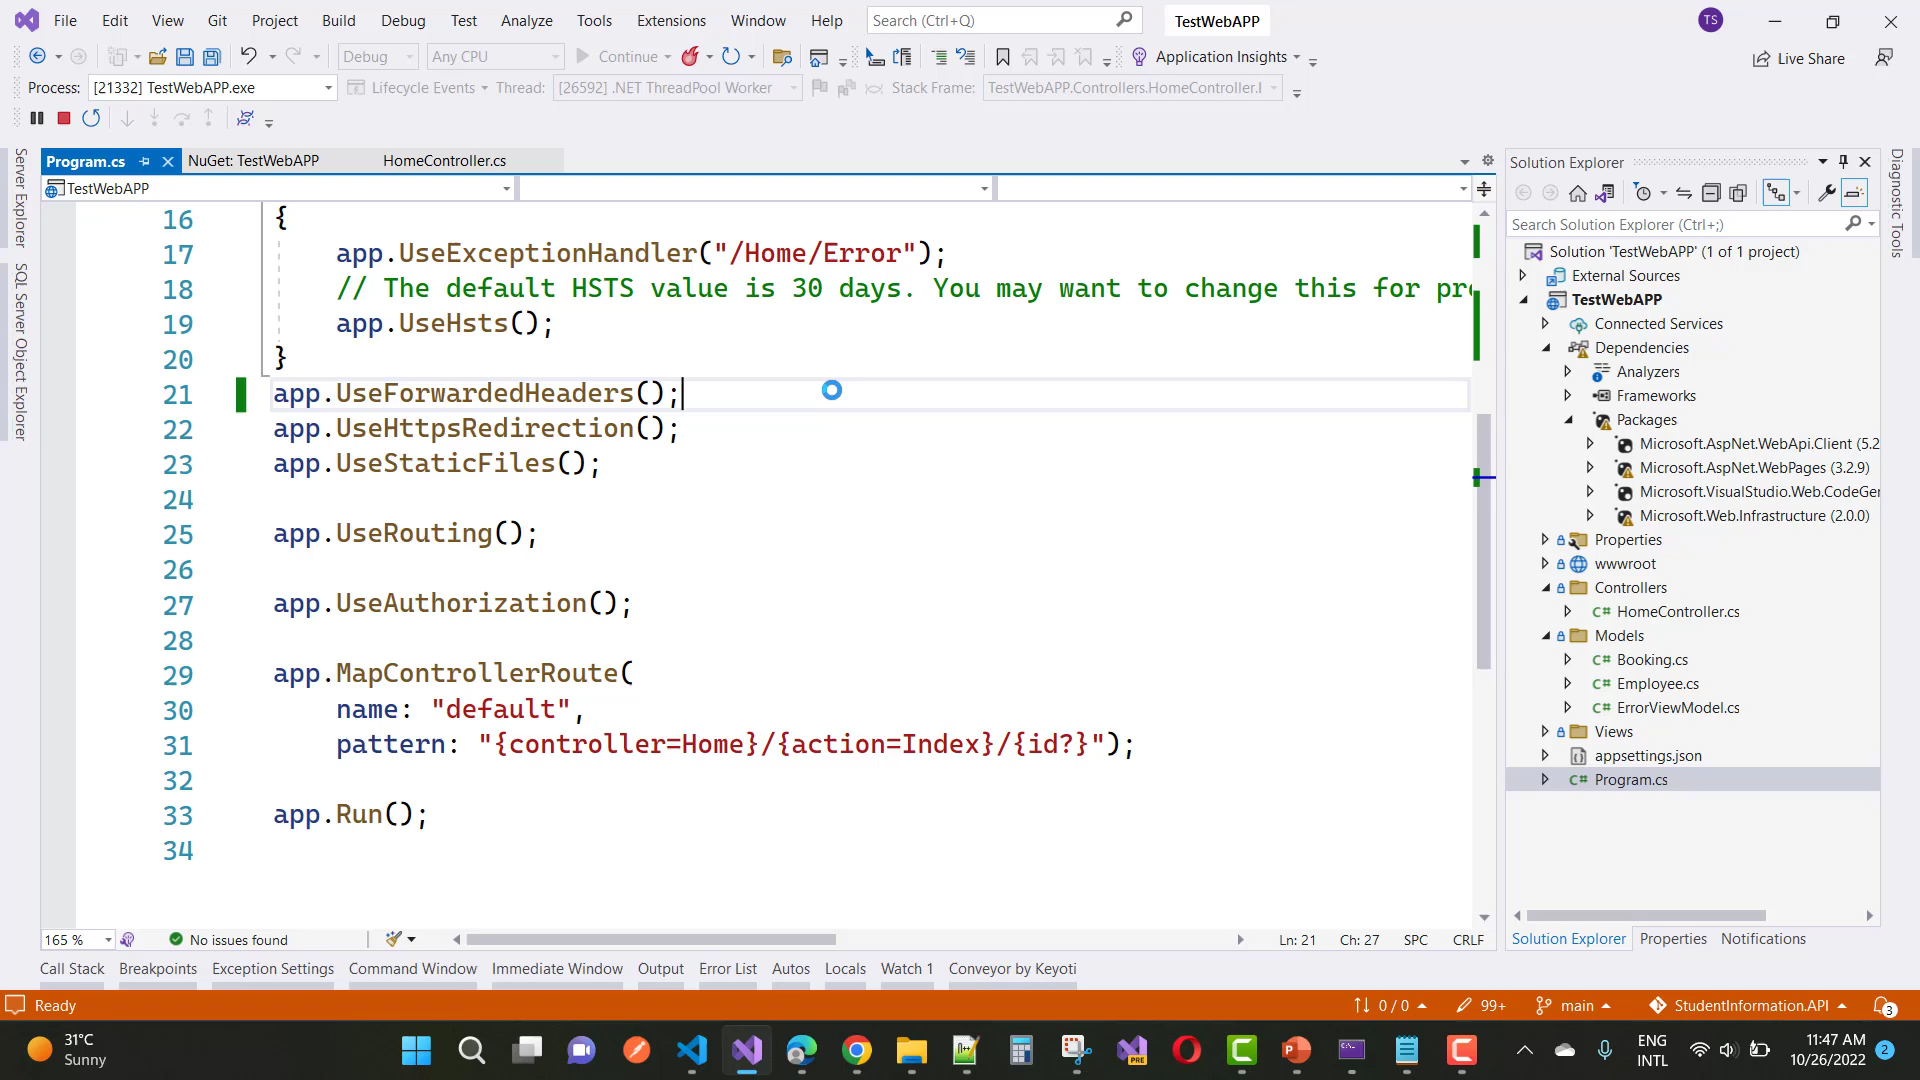 File Edit View Git Project Build Debug Test Analyze Tools Extensions Window Help Search (Ctrl+Q) TestWebAPP TS
Debug Any CPU Continue Application Insights Live Share
Process: [21332] TestWebAPP.exe Lifecycle Events Thread: [26592] .NET ThreadPool Worker Stack Frame: TestWebAPP.Controllers.HomeController.I
Program.cs NuGet: TestWebAPP HomeController.cs
TestWebAPP
Server Explorer
SQL Server Object Explorer
16 {
17 app.UseExceptionHandler("/Home/Error");
18 // The default HSTS value is 30 days. You may want to change this for pro
19 app.UseHsts();
20 }
21 app.UseForwardedHeaders();
22 app.UseHttpsRedirection();
23 app.UseStaticFiles();
24
25 app.UseRouting();
26
27 app.UseAuthorization();
28
29 app.MapControllerRoute(
30 name: "default",
31 pattern: "{controller=Home}/{action=Index}/{id?}");
32
33 app.Run();
34
165 % No issues found Ln: 21 Ch: 27 SPC CRLF
Solution Explorer
Search Solution Explorer (Ctrl+;)
Solution 'TestWebAPP' (1 of 1 project)
External Sources
TestWebAPP
Connected Services
Dependencies
Analyzers
Frameworks
Packages
Microsoft.AspNet.WebApi.Client (5.2
Microsoft.AspNet.WebPages (3.2.9)
Microsoft.VisualStudio.Web.CodeGer
Microsoft.Web.Infrastructure (2.0.0)
Properties
wwwroot
Controllers
C# HomeController.cs
Models
C# Booking.cs
C# Employee.cs
C# ErrorViewModel.cs
Views
appsettings.json
C# Program.cs
Solution Explorer Properties Notifications
Diagnostic Tools
Call Stack Breakpoints Exception Settings Command Window Immediate Window Output Error List Autos Locals Watch 1 Conveyor by Keyoti
Ready 0 / 0 99+ main StudentInformation.API 3
31°C
Sunny
PRE
ENG
INTL
11:47 AM
10/26/2022
2